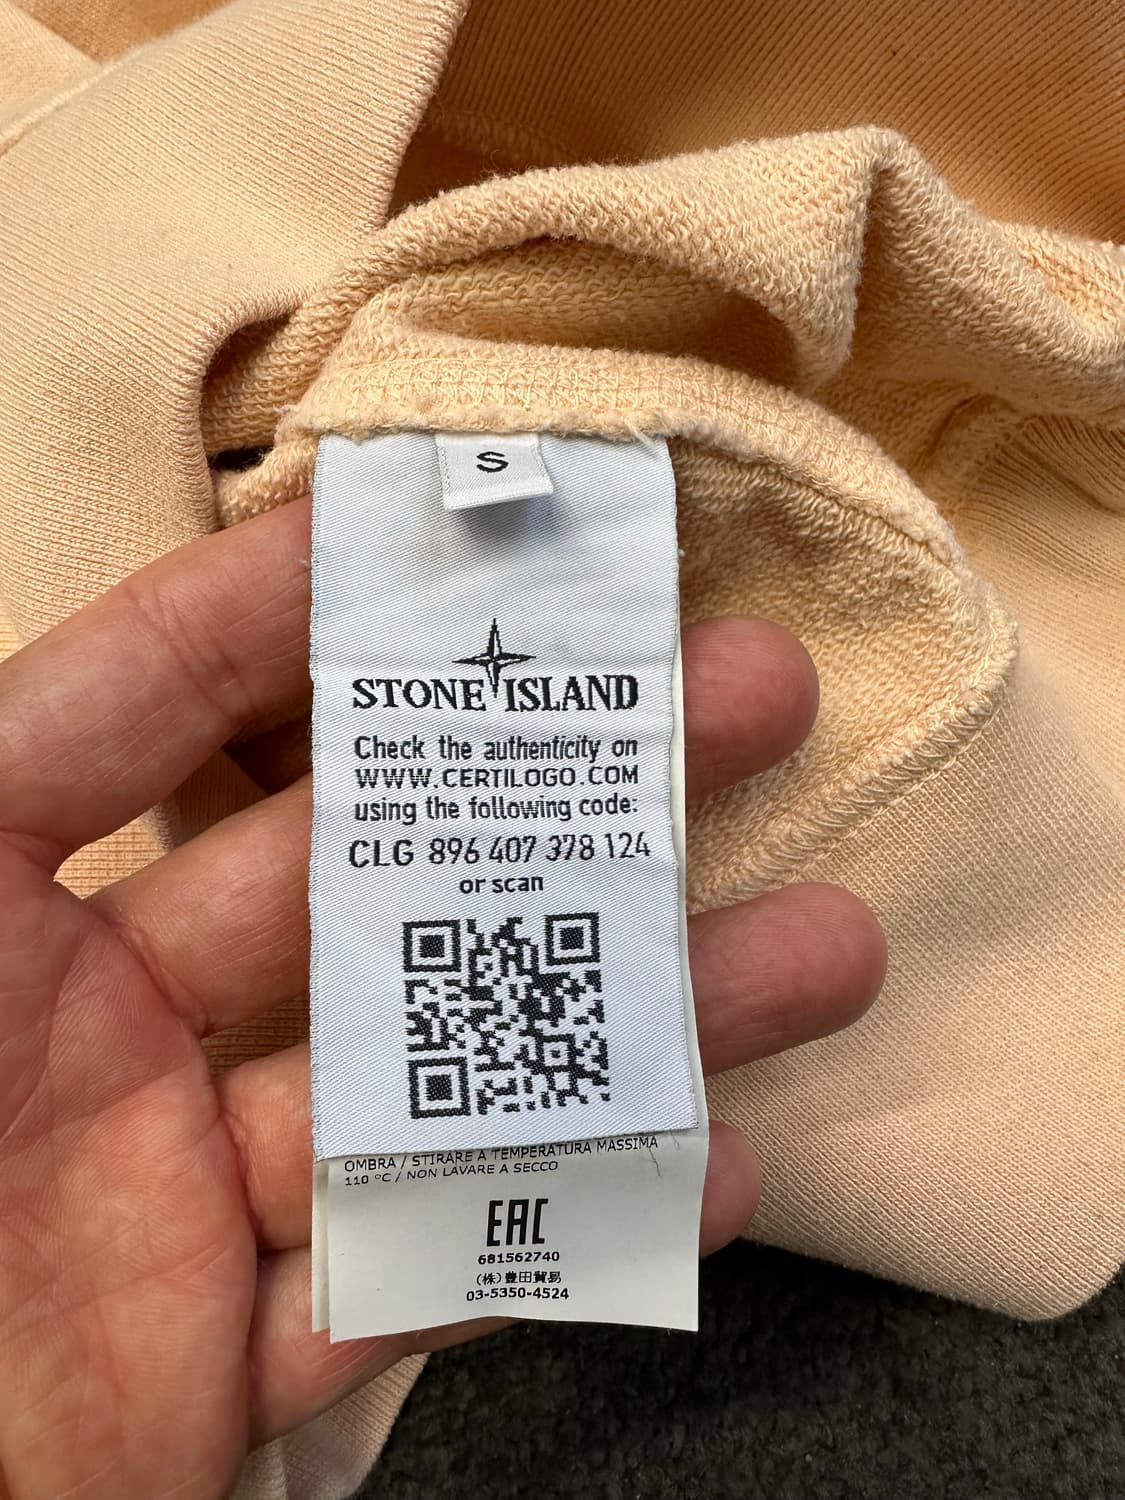 S
STONE ISLAND
Check the authenticity on
WWW.CERTILOGO.COM
using the following code:
CLG 896 407 378 124
or scan
OMBRA / STIRARE A TEMPERATURA MASSIMA
110 °C / NON LAVARE A SECCO
EAC
681562740
(株)豊田貿易
03-5350-4524